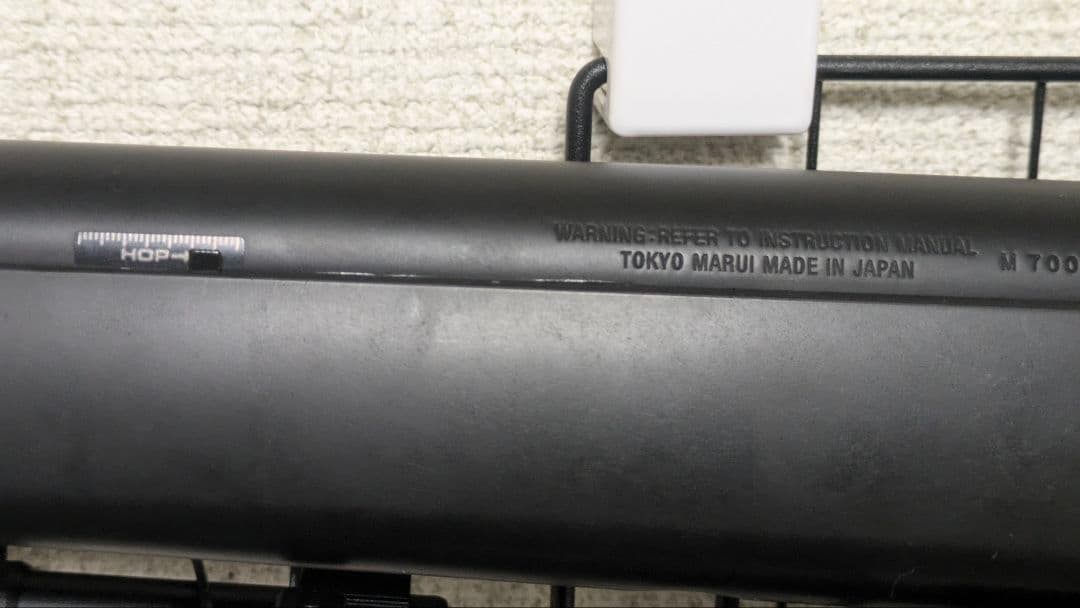 HOP
WARNING-REFER TO INSTRUCTION MANUAL
TOKYO MARUI MADE IN JAPAN
M 700